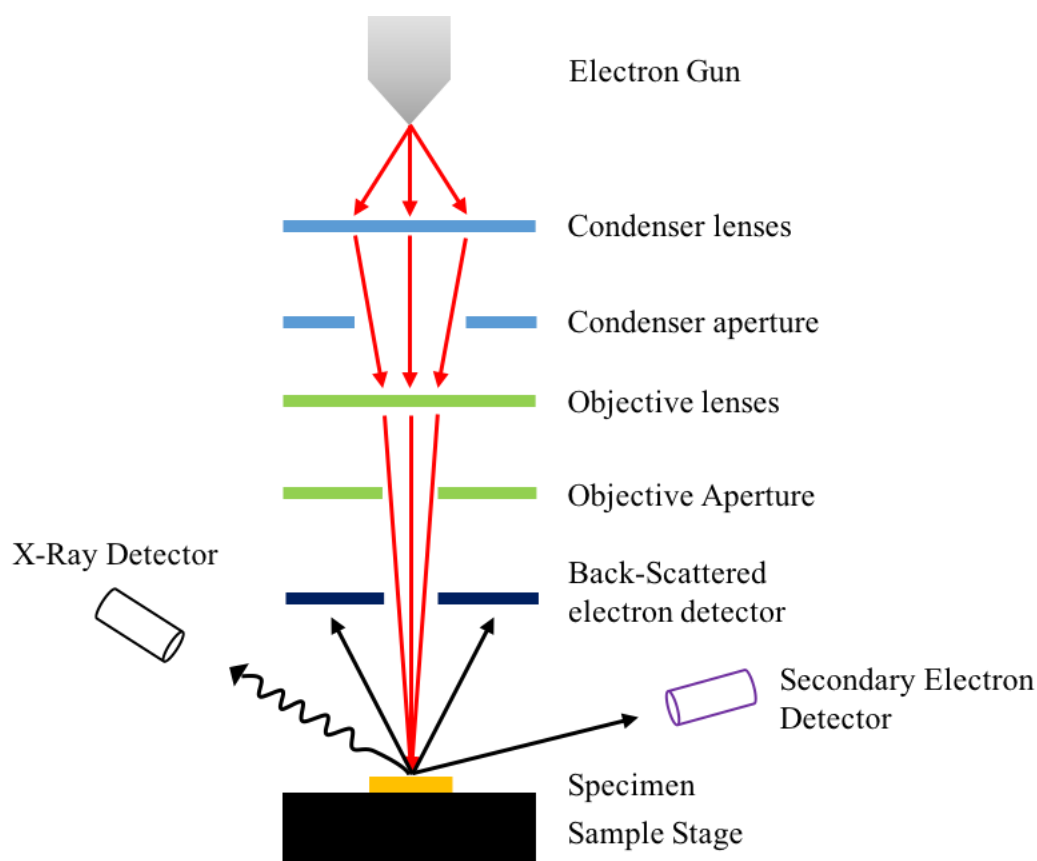 Electron Gun
Condenser lenses
Condenser aperture
Objective lenses
Objective Aperture
X-Ray Detector
Back-Scattered
electron detector
Secondary Electron
Detector
Specimen
Sample Stage